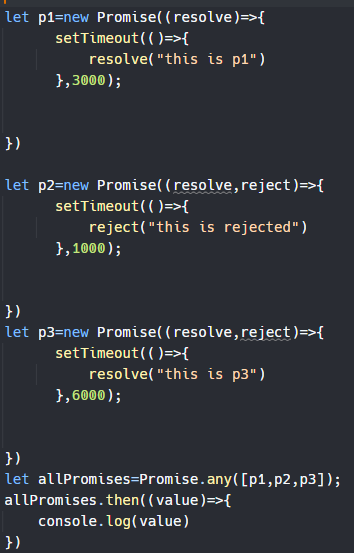 let p1=new Promise((resolve)=>{
setTimeout(()=>{
resolve("this is p1")
},3000);
})
let p2=new Promise((resolve,reject)=>{
setTimeout(()=>{
reject("this is rejected")
},1000);
})
let p3=new Promise((resolve,reject)=>{
setTimeout(()=>{
resolve("this is p3")
},6000);
})
let allPromises=Promise.any([p1,p2,p3]);
allPromises.then((value)=>{
console.log(value)
})